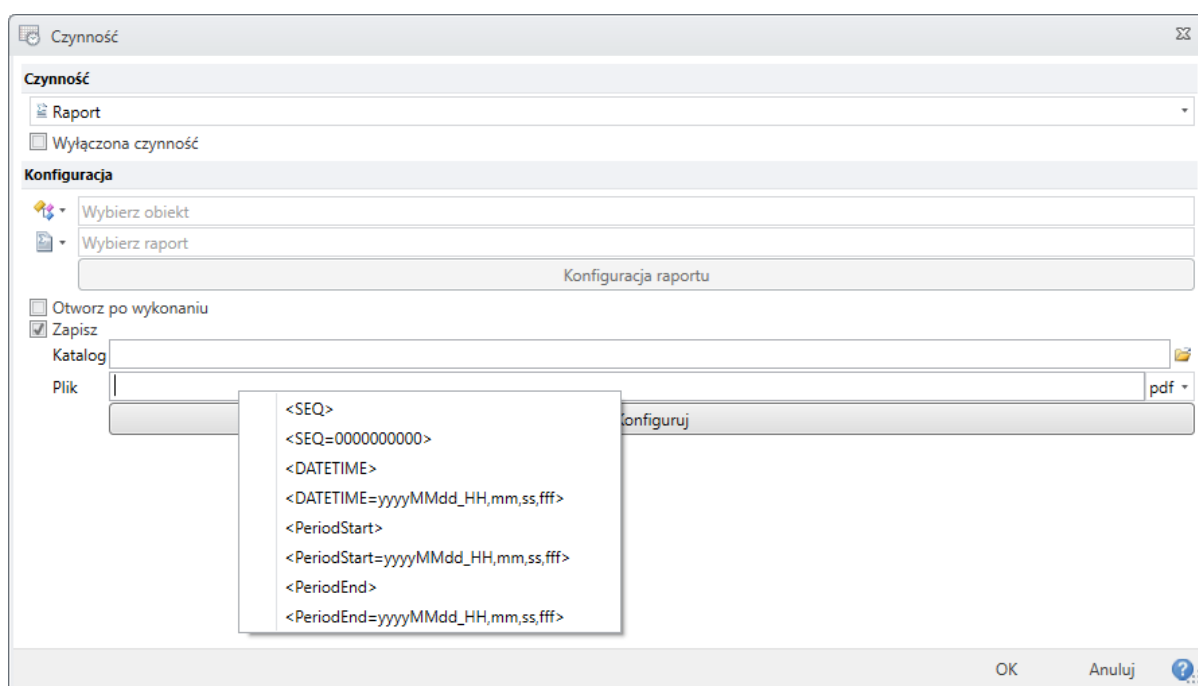 Czynność
Czynność
Raport
Wyłączona czynność
Konfiguracja
Wybierz obiekt
Wybierz raport
Konfiguracja raportu
Otworz po wykonaniu
Zapisz
Katalog
Plik
pdf
Konfiguruj
<SEQ>
<SEQ=0000000000>
<DATETIME>
<DATETIME=yyyyMMdd_HH,mm,ss,fff>
<PeriodStart>
<PeriodStart=yyyyMMdd_HH,mm,ss,fff>
<PeriodEnd>
<PeriodEnd=yyyyMMdd_HH,mm,ss,fff>
OK Anuluj